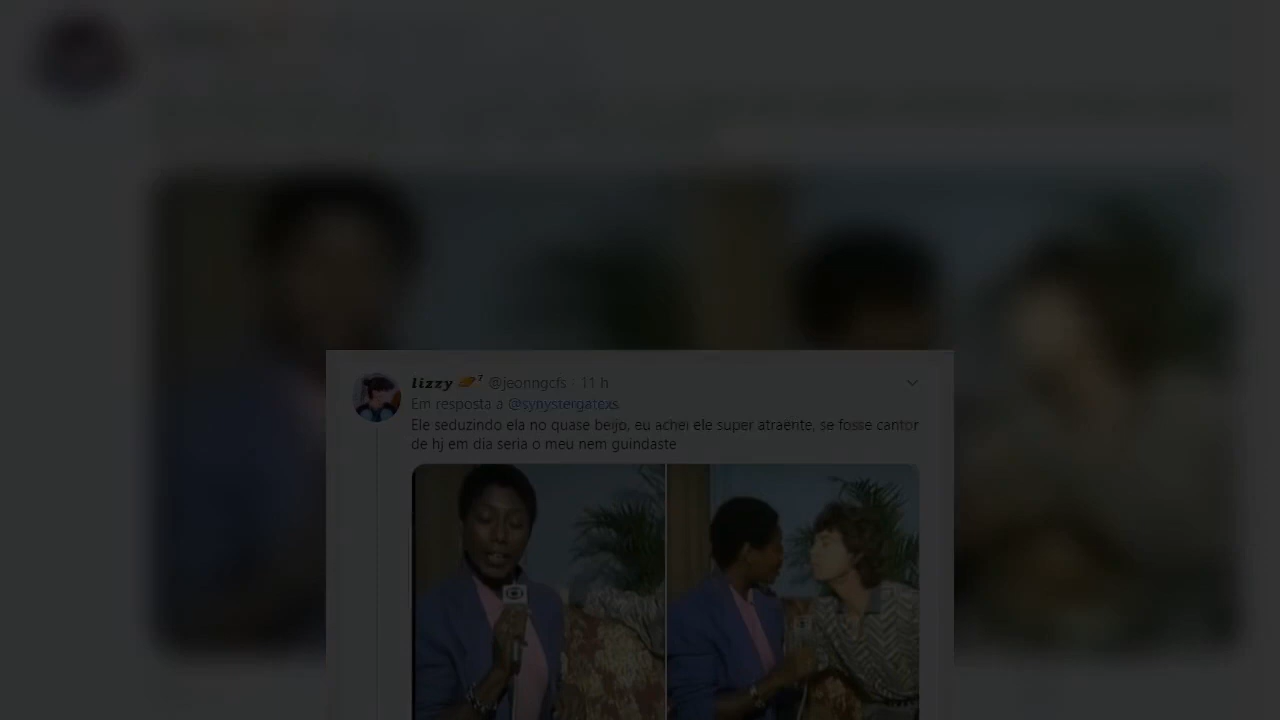 lizzy 7 @jeonngcfs · 11 h
Em resposta a @synystergatexs
Ele seduzindo ela no quase beijo, eu achei ele super atraente, se fosse cantor
de hj em dia seria o meu nem guindaste